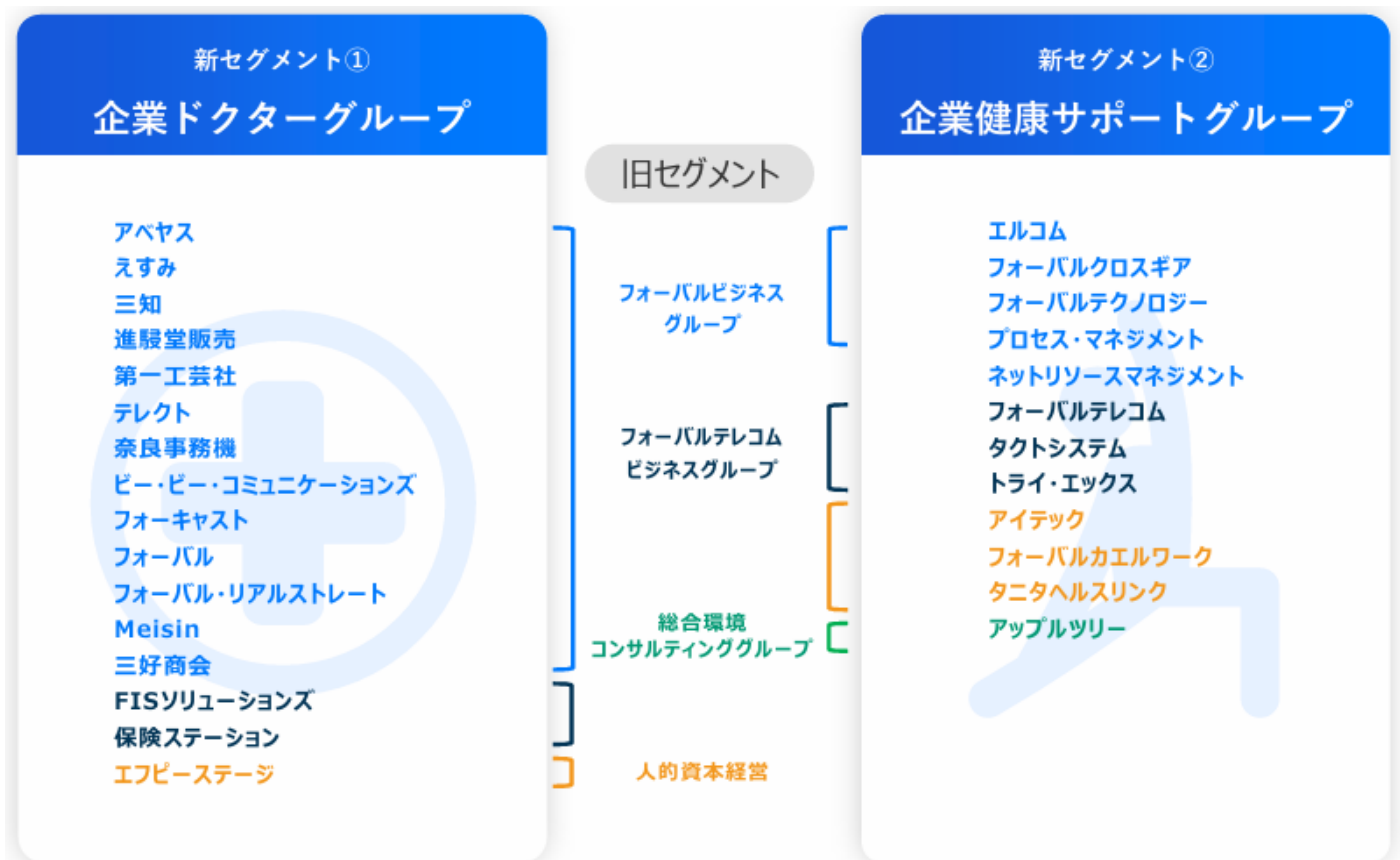 新セグメント①
企業ドクターグループ
アベヤス
えすみ
三知
進駸堂販売
第一工芸社
テレクト
奈良事務機
ビー・ビー・コミュニケーションズ
フォーキャスト
フォーバル
フォーバル・リアルストレート
Meisin
三好商会
FISソリューションズ
保険ステーション
エフピーステージ
旧セグメント
フォーバルビジネス
グループ
フォーバルテレコム
ビジネスグループ
総合環境
コンサルティンググループ
人的資本経営
新セグメント②
企業健康サポートグループ
エルコム
フォーバルクロスギア
フォーバルテクノロジー
プロセス・マネジメント
ネットリソースマネジメント
フォーバルテレコム
タクトシステム
トライ・エックス
アイテック
フォーバルカエルワーク
タニタヘルスリンク
アップルツリー